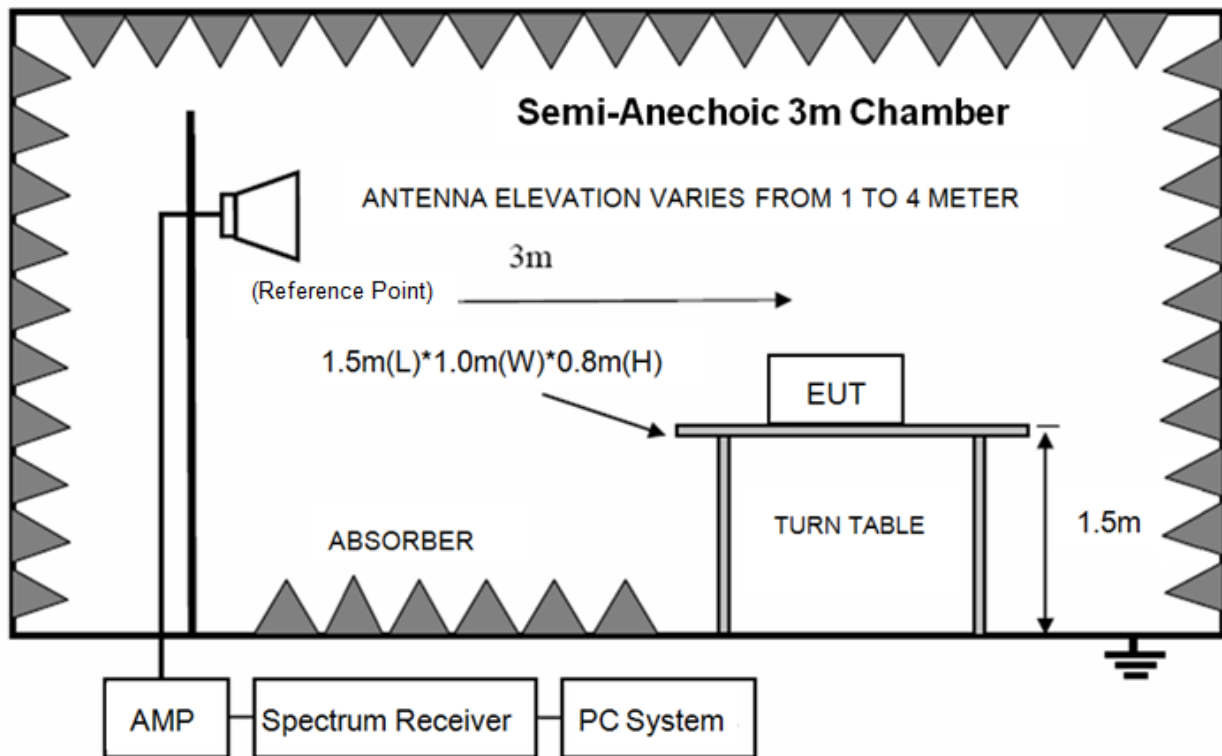 Semi-Anechoic 3m Chamber
ANTENNA ELEVATION VARIES FROM 1 TO 4 METER
3m
(Reference Point)
1.5m(L)*1.0m(W)*0.8m(H)
EUT
TURN TABLE
1.5m
ABSORBER
AMP
Spectrum Receiver
PC System